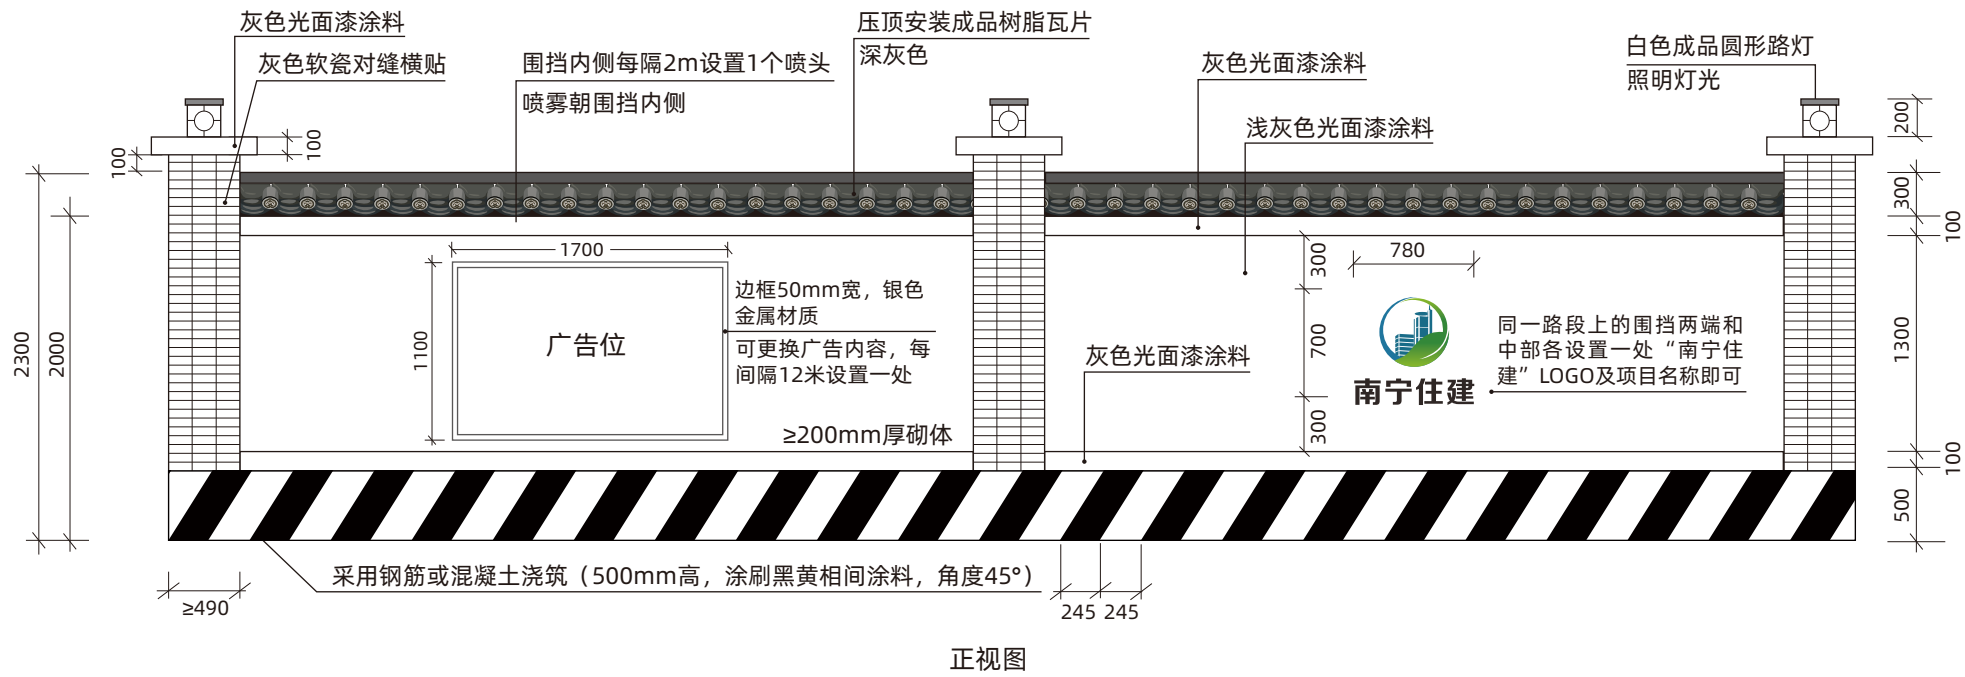 灰色光面漆涂料
灰色软瓷对缝横贴
围挡内侧每隔2m设置1个喷头
喷雾朝围挡内侧
压顶安装成品树脂瓦片
深灰色
灰色光面漆涂料
浅灰色光面漆涂料
白色成品圆形路灯
照明灯光
100
100
200
300
100
1300
100
500
2300
2000
1700
1100
广告位
边框50mm宽，银色
金属材质
可更换广告内容，每
间隔12米设置一处
≥200mm厚砌体
灰色光面漆涂料
300
700
300
780
南宁住建
同一路段上的围挡两端和
中部各设置一处“南宁住
建”LOGO及项目名称即可
采用钢筋或混凝土浇筑（500mm高，涂刷黑黄相间涂料，角度45°）
≥490
245 245
正视图